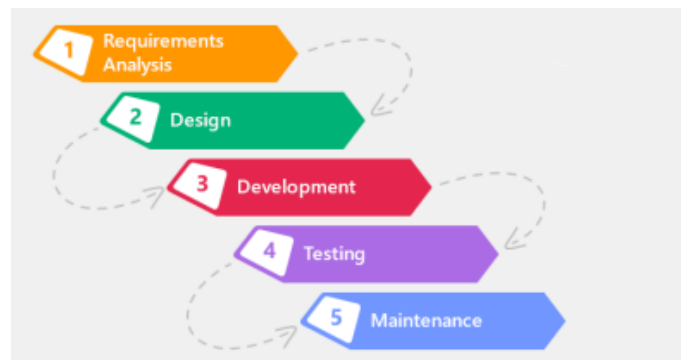 1
Requirements
Analysis
2
Design
3
Development
4
Testing
5
Maintenance